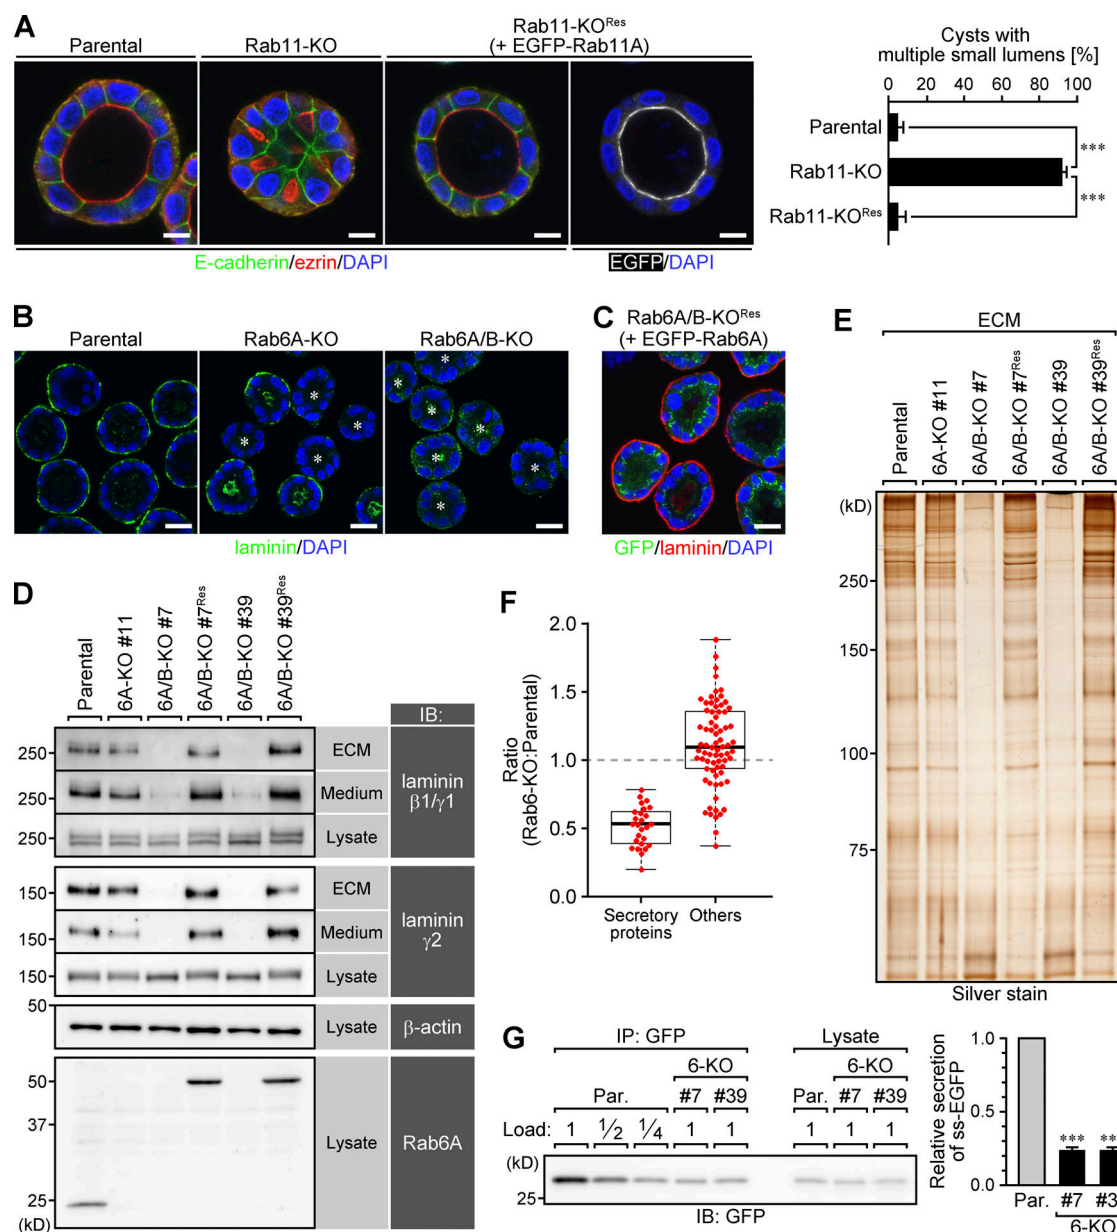 A
Parental
Rab11-KO
Rab11-KO^Res
(+ EGFP-Rab11A)
E-cadherin/ezrin/DAPI
EGFP/DAPI
Cysts with
multiple small lumens [%]
0 20 40 60 80 100
Parental
Rab11-KO
Rab11-KO^Res
***
***
B
Parental
Rab6A-KO
Rab6A/B-KO
* * * * *
* * * * * * *
laminin/DAPI
C
Rab6A/B-KO^Res
(+ EGFP-Rab6A)
GFP/laminin/DAPI
D
Parental
6A-KO #11
6A/B-KO #7
6A/B-KO #7^Res
6A/B-KO #39
6A/B-KO #39^Res
IB:
250
ECM
250
Medium
250
Lysate
laminin
β1/γ1
150
ECM
150
Medium
150
Lysate
laminin
γ2
50
Lysate
β-actin
50
37
25
(kD)
Lysate
Rab6A
E
ECM
Parental
6A-KO #11
6A/B-KO #7
6A/B-KO #7^Res
6A/B-KO #39
6A/B-KO #39^Res
(kD)
250
150
100
75
Silver stain
F
Ratio
(Rab6-KO:Parental)
2.0
1.5
1.0
0.5
0.0
Secretory
proteins
Others
G
IP: GFP
Lysate
6-KO
6-KO
Par.
#7
#39
Par.
#7
#39
Load:
1
1/2
1/4
1
1
1
1
1
(kD)
25
IB: GFP
Relative secretion
of ss-EGFP
1.0
0.5
0
***
**
Par.
#7
#3
6-KO